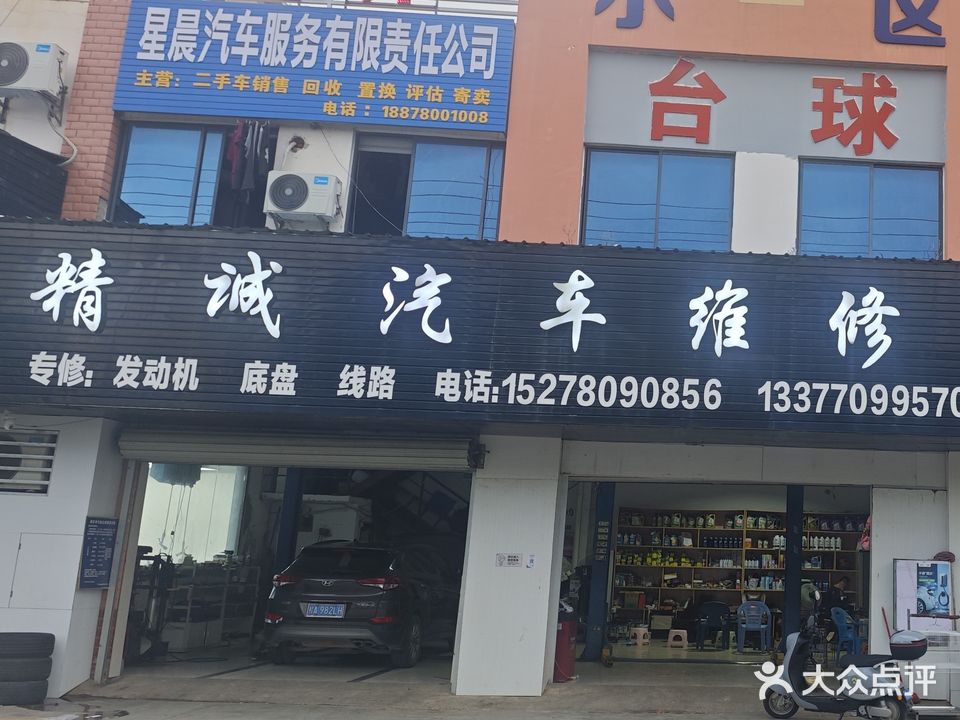 星晨汽车服务有限责任公司
主营：二手车销售 回收 置换 评估 寄卖
电话：18878001008
区
台球
精诚汽车维修
专修：发动机 底盘 线路 电话:15278090856 13377099570
大众点评